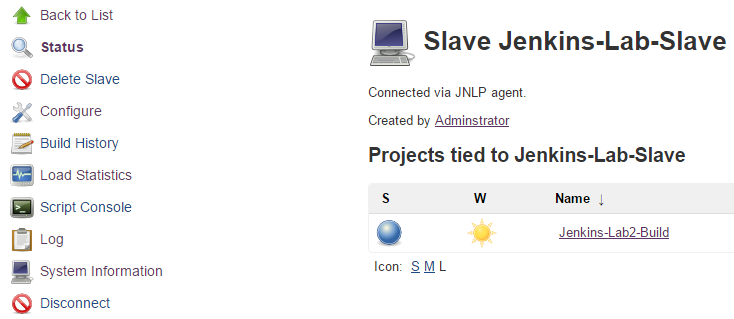 Back to List
Status
Delete Slave
Configure
Build History
Load Statistics
Script Console
Log
System Information
Disconnect
Slave Jenkins-Lab-Slave
Connected via JNLP agent.
Created by Adminstrator
Projects tied to Jenkins-Lab-Slave
S W Name ↓
Jenkins-Lab2-Build
Icon: S M L